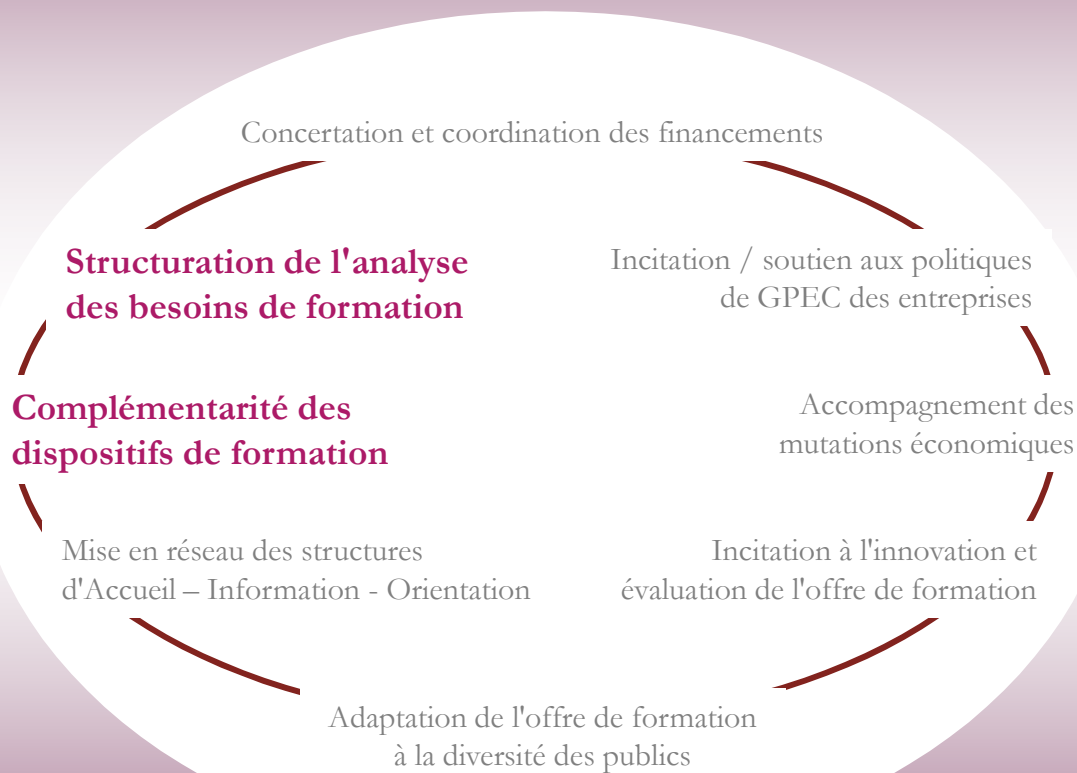 Concertation et coordination des financements
Structuration de l'analyse
des besoins de formation
Incitation / soutien aux politiques
de GPEC des entreprises
Complémentarité des
dispositifs de formation
Accompagnement des
mutations économiques
Mise en réseau des structures
d'Accueil – Information - Orientation
Incitation à l'innovation et
évaluation de l'offre de formation
Adaptation de l'offre de formation
à la diversité des publics